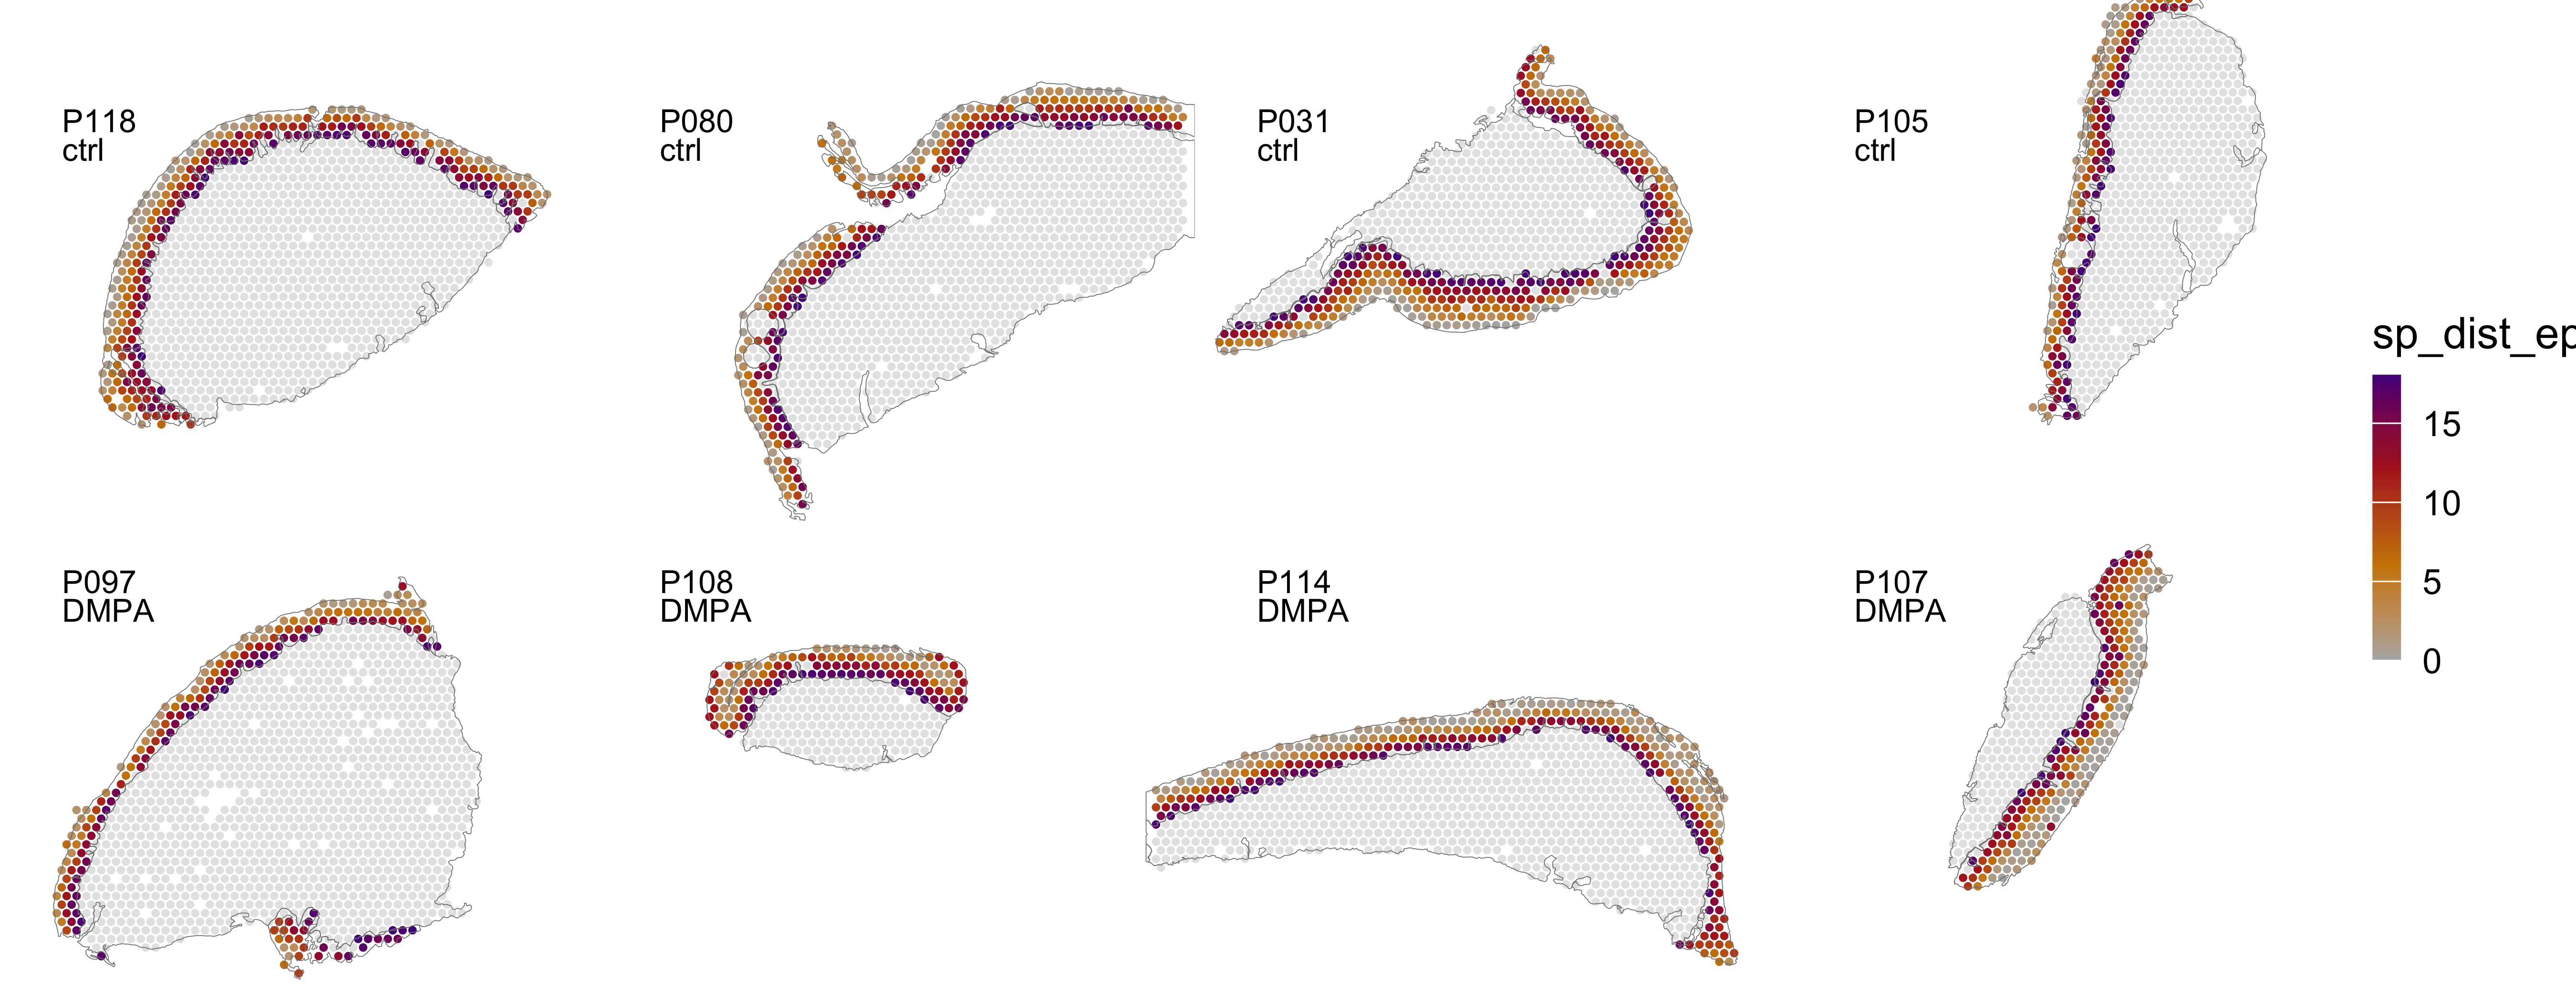 P118
ctrl
P080
ctrl
P031
ctrl
P105
ctrl
sp_dist_ep
15
10
5
0
P097
DMPA
P108
DMPA
P114
DMPA
P107
DMPA